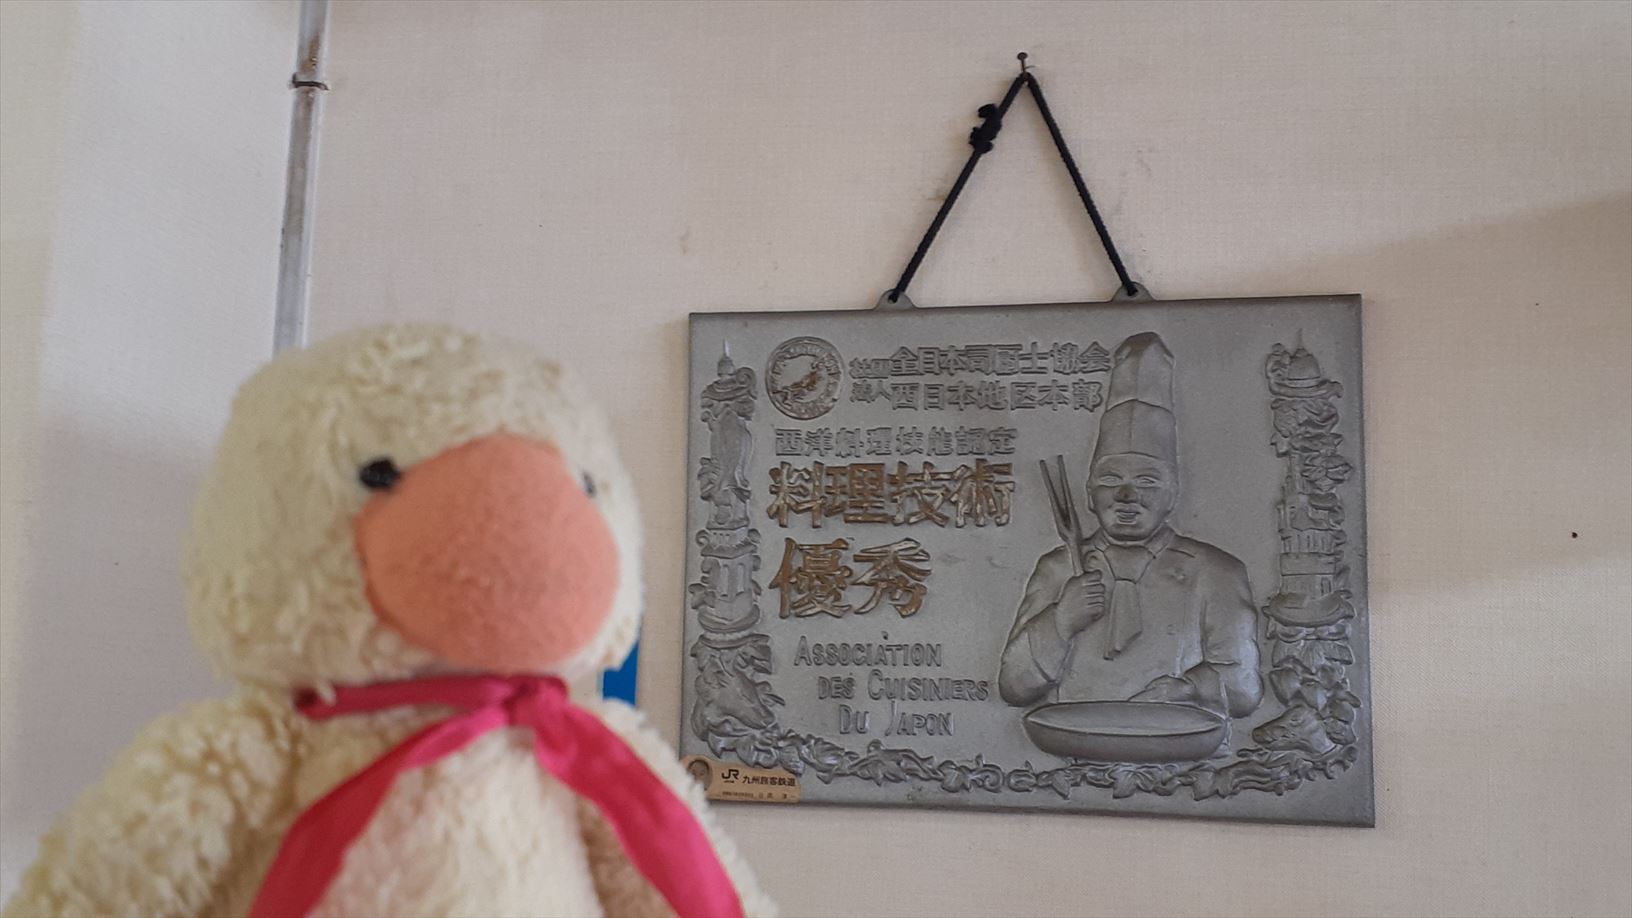 社団法人 全日本司厨士協会
西日本地区本部
西洋料理技能認定
料理技術
優秀
ASSOCIATION
DES CUISINIERS
DU JAPON
JR 九州旅客鉄道